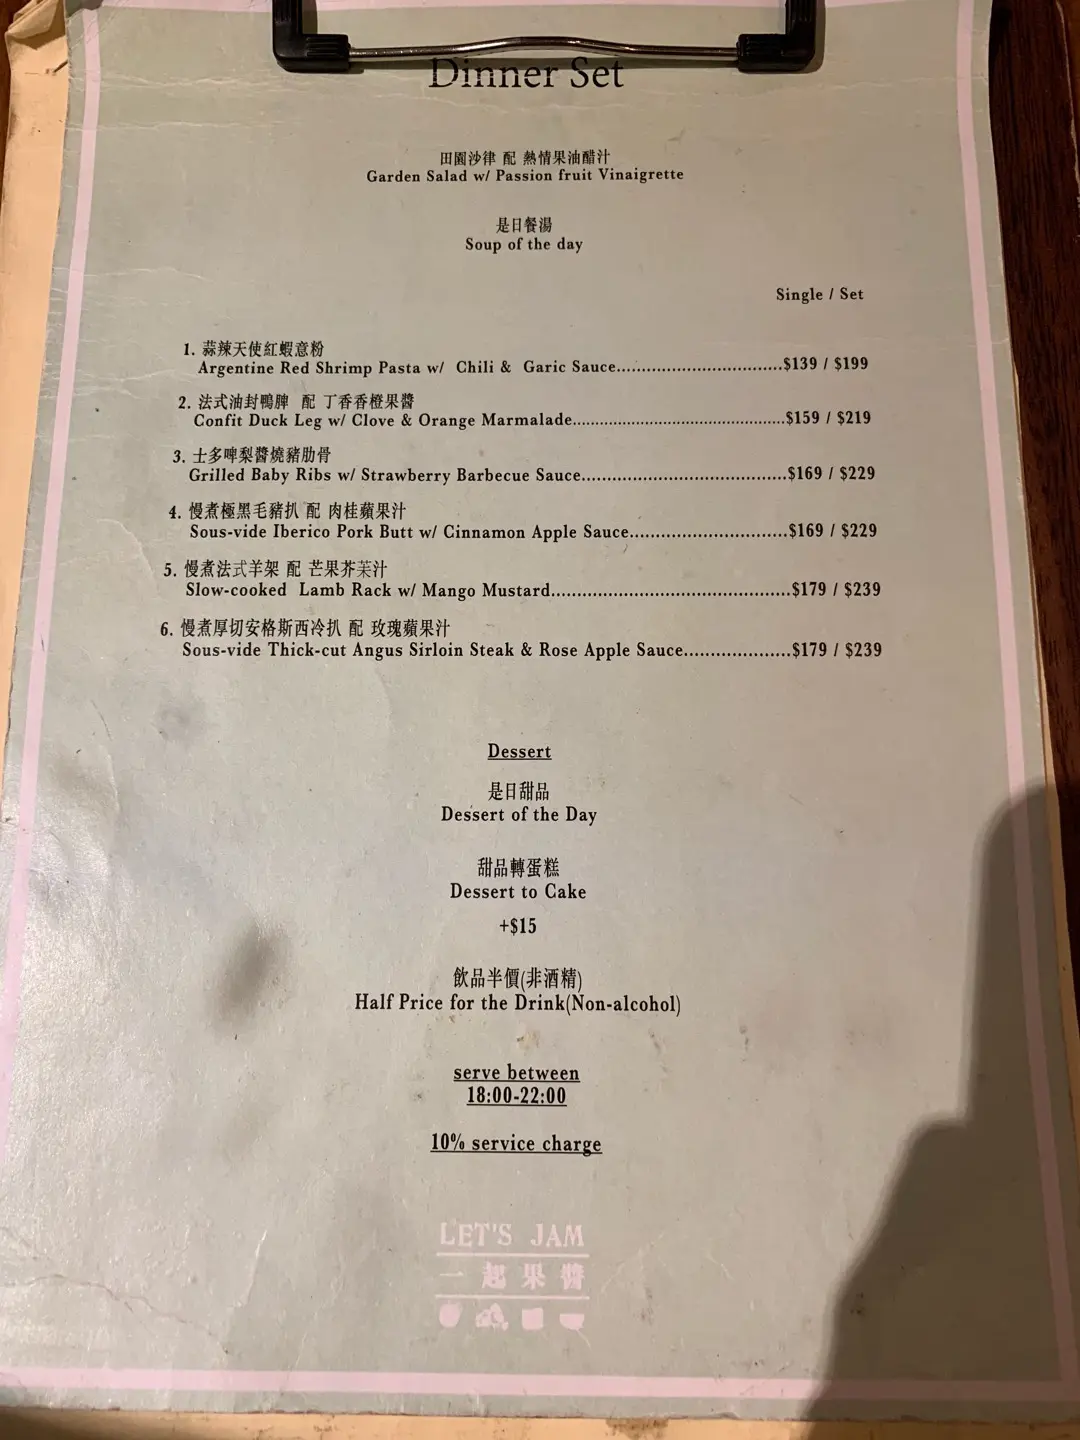 Dinner Set
田園沙律 配 熱情果油醋汁
Garden Salad w/ Passion fruit Vinaigrette
是日餐湯
Soup of the day
Single / Set
1. 蒜辣天使紅蝦意粉
Argentine Red Shrimp Pasta w/ Chili & Garic Sauce..............................$139 / $199
2. 法式油封鴨脾 配 丁香香橙果醬
Confit Duck Leg w/ Clove & Orange Marmalade......................................$159 / $219
3. 士多啤梨醬燒豬肋骨
Grilled Baby Ribs w/ Strawberry Barbecue Sauce......................................$169 / $229
4. 慢煮極黑毛豬扒 配 肉桂蘋果汁
Sous-vide Iberico Pork Butt w/ Cinnamon Apple Sauce.............................$169 / $229
5. 慢煮法式羊架 配 芒果芥茉汁
Slow-cooked Lamb Rack w/ Mango Mustard...........................................$179 / $239
6. 慢煮厚切安格斯西冷扒 配 玫瑰蘋果汁
Sous-vide Thick-cut Angus Sirloin Steak & Rose Apple Sauce....................$179 / $239
Dessert
是日甜品
Dessert of the Day
甜品轉蛋糕
Dessert to Cake
+$15
飲品半價(非酒精)
Half Price for the Drink(Non-alcohol)
serve between
18:00-22:00
10% service charge
LET'S JAM
一起果醬